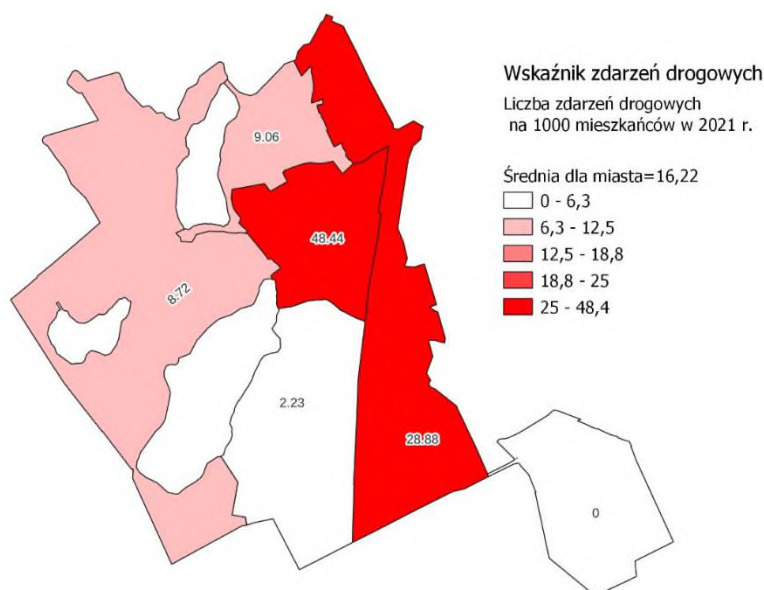 Wskaźnik zdarzeń drogowych
Liczba zdarzeń drogowych
na 1000 mieszkańców w 2021 r.
Średnia dla miasta=16,22
0 - 6,3
6,3 - 12,5
12,5 - 18,8
18,8 - 25
25 - 48,4
9.06
48.44
8.72
2.23
28.88
0